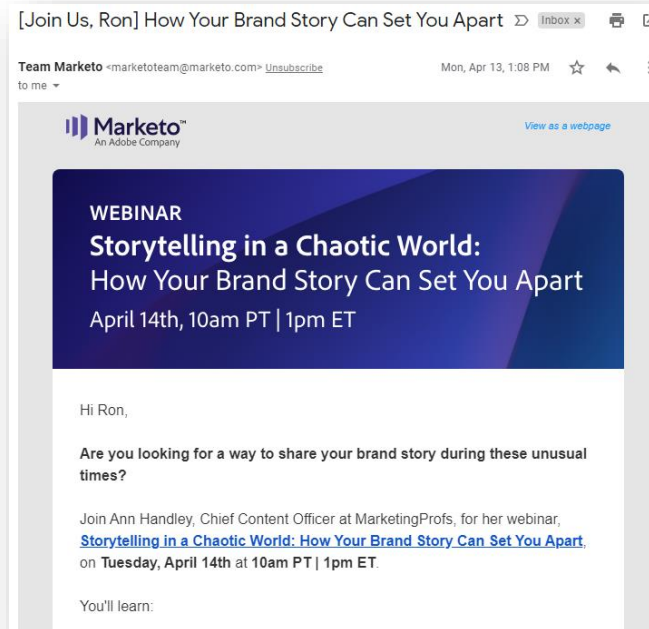 [Join Us, Ron] How Your Brand Story Can Set You Apart Inbox x
Team Marketo <marketoteam@marketo.com> Unsubscribe Mon, Apr 13, 1:08 PM
to me
Marketo™
An Adobe Company
View as a webpage
WEBINAR
Storytelling in a Chaotic World:
How Your Brand Story Can Set You Apart
April 14th, 10am PT | 1pm ET
Hi Ron,
Are you looking for a way to share your brand story during these unusual
times?
Join Ann Handley, Chief Content Officer at MarketingProfs, for her webinar,
Storytelling in a Chaotic World: How Your Brand Story Can Set You Apart,
on Tuesday, April 14th at 10am PT | 1pm ET.
You'll learn: